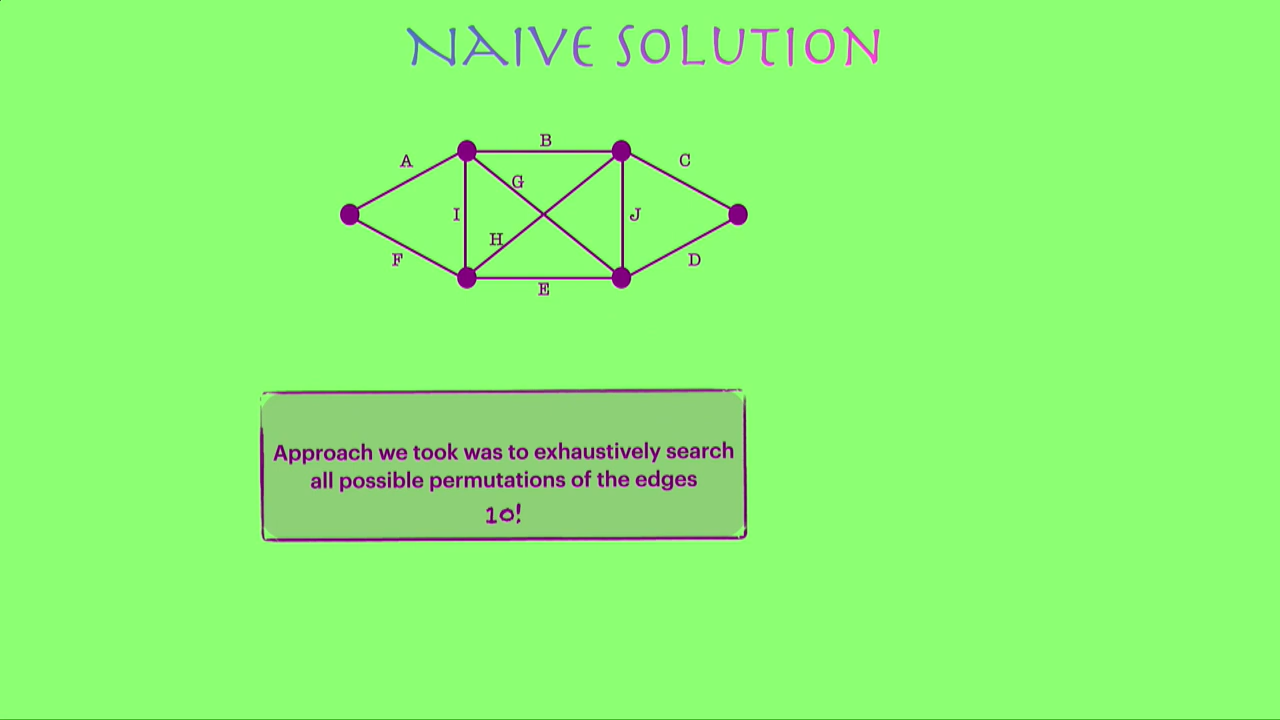 NAIVE SOLUTION
B
A
C
G
I
J
H
F
D
E
Approach we took was to exhaustively search
all possible permutations of the edges
10!